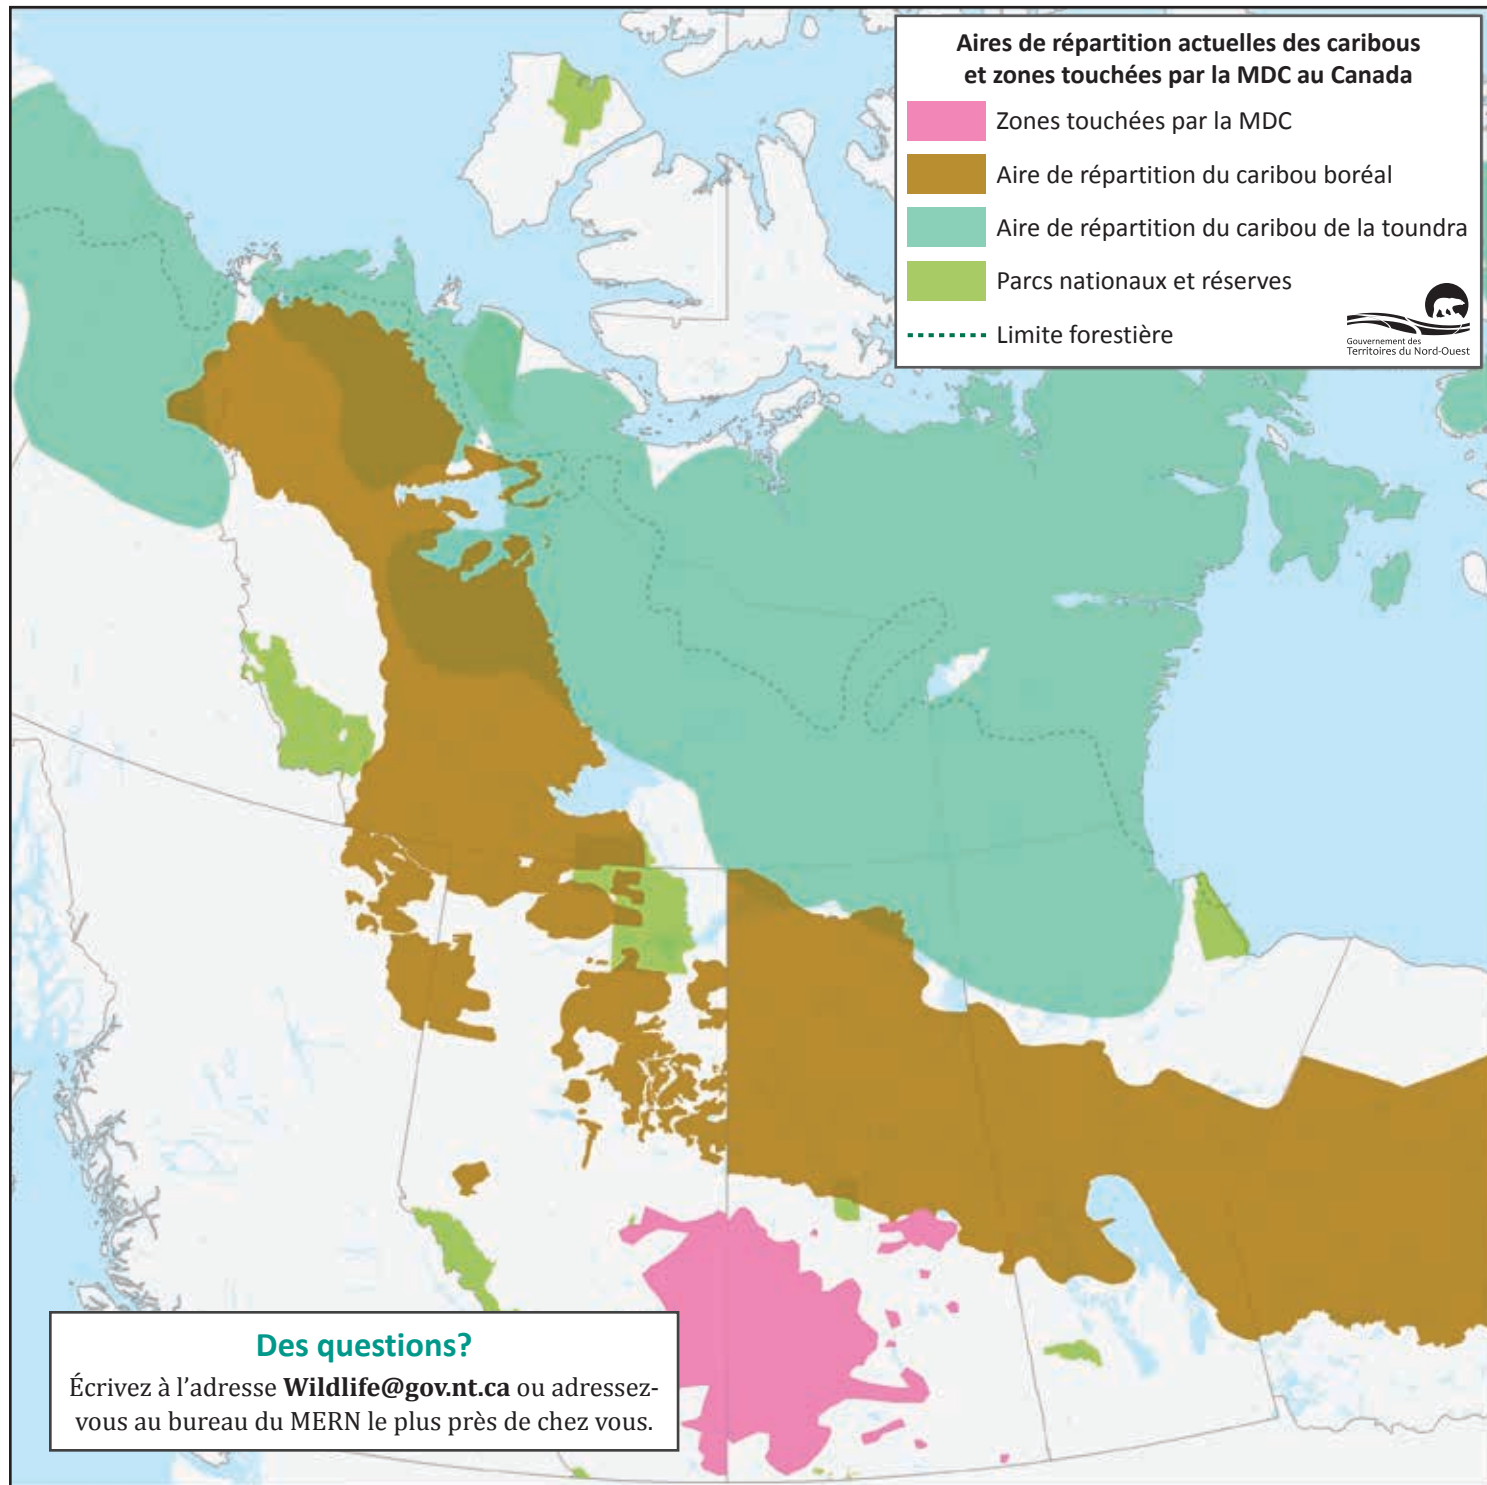 Aires de répartition actuelles des caribous
et zones touchées par la MDC au Canada
Zones touchées par la MDC
Aire de répartition du caribou boréal
Aire de répartition du caribou de la toundra
Parcs nationaux et réserves
Limite forestière
Gouvernement des
Territoires du Nord-Ouest
Des questions?
Écrivez à l’adresse Wildlife@gov.nt.ca ou adressez-
vous au bureau du MERN le plus près de chez vous.